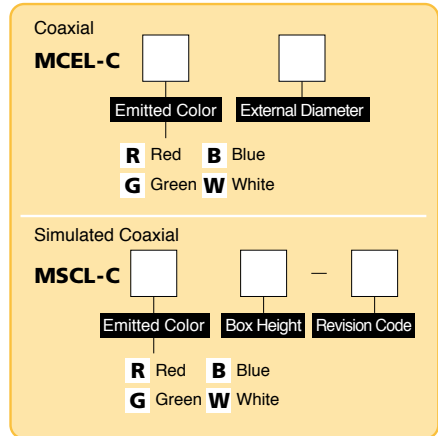 Coaxial
MCEL-C
Emitted Color External Diameter
R Red B Blue
G Green W White
Simulated Coaxial
MSCL-C –
Emitted Color Box Height Revision Code
R Red B Blue
G Green W White